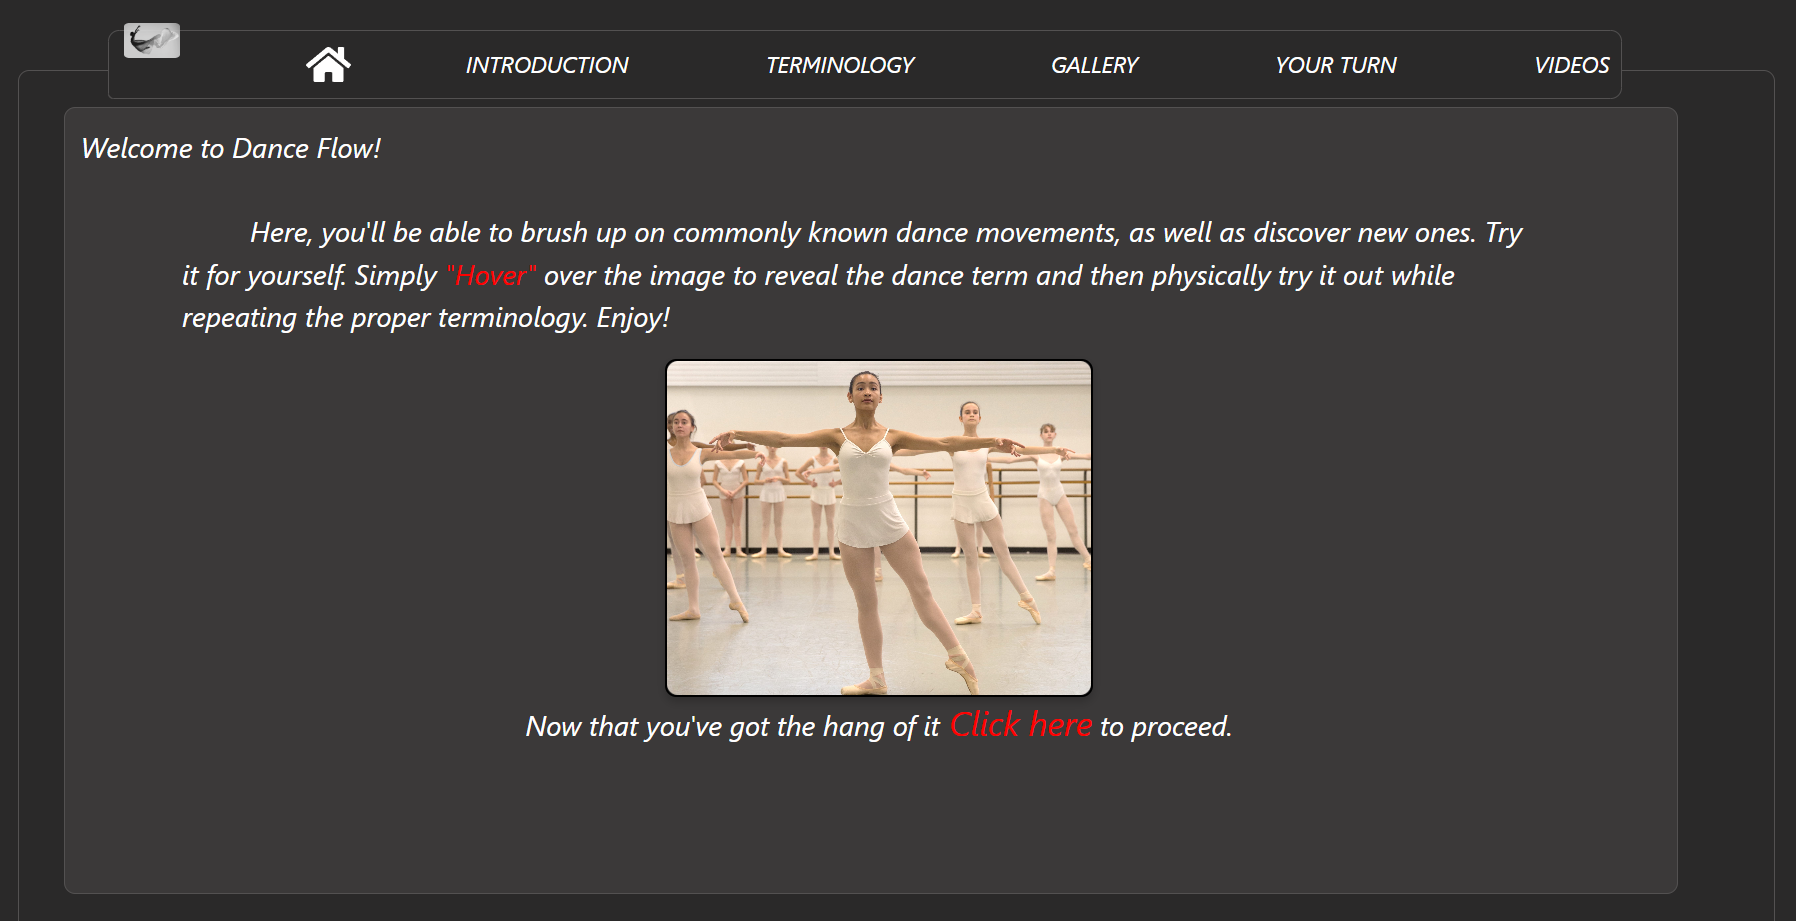 INTRODUCTION TERMINOLOGY GALLERY YOUR TURN VIDEOS
Welcome to Dance Flow!
Here, you'll be able to brush up on commonly known dance movements, as well as discover new ones. Try
it for yourself. Simply "Hover" over the image to reveal the dance term and then physically try it out while
repeating the proper terminology. Enjoy!
Now that you've got the hang of it Click here to proceed.